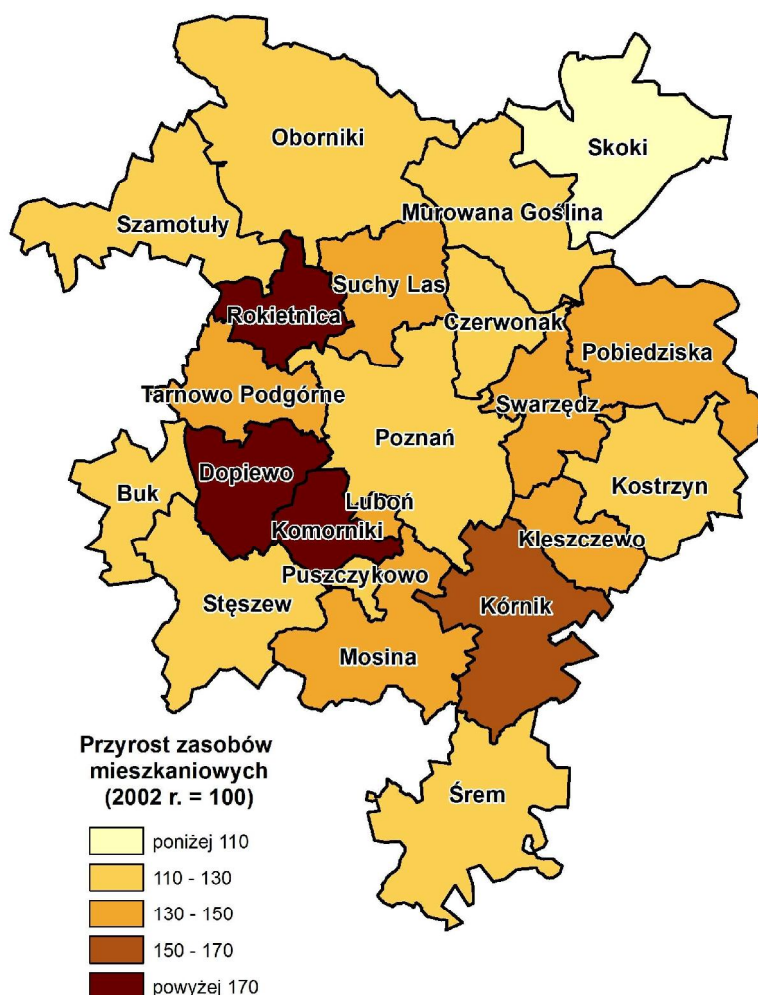 Oborniki
Skoki
Murowana Goślina
Szamotuły
Suchy Las
Rokietnica
Czerwonak
Pobiedziska
Tarnowo Podgórne
Swarzędz
Poznań
Dopiewo
Buk
Kostrzyn
Luboń
Komorniki
Kleszczewo
Puszczykowo
Stęszew
Kórnik
Mosina
Przyrost zasobów
mieszkaniowych
(2002 r. = 100)
Śrem
poniżej 110
110 - 130
130 - 150
150 - 170
powyżej 170